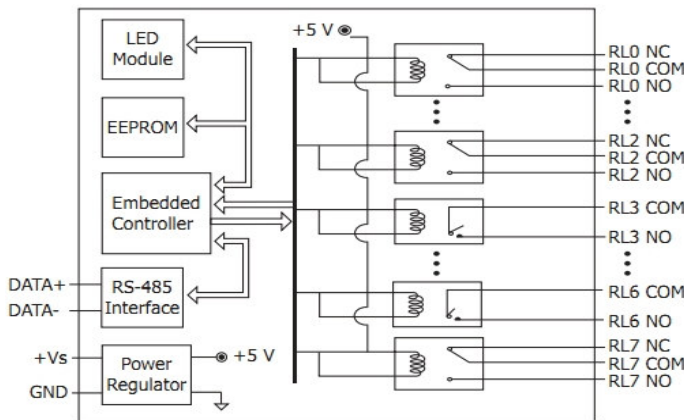 LED
Module
EEPROM
Embedded
Controller
DATA+
DATA-
RS-485
Interface
+Vs
GND
Power
Regulator
+5 V
+5 V
RL0 NC
RL0 COM
RL0 NO
RL2 NC
RL2 COM
RL2 NO
RL3 COM
RL3 NO
RL6 COM
RL6 NO
RL7 NC
RL7 COM
RL7 NO